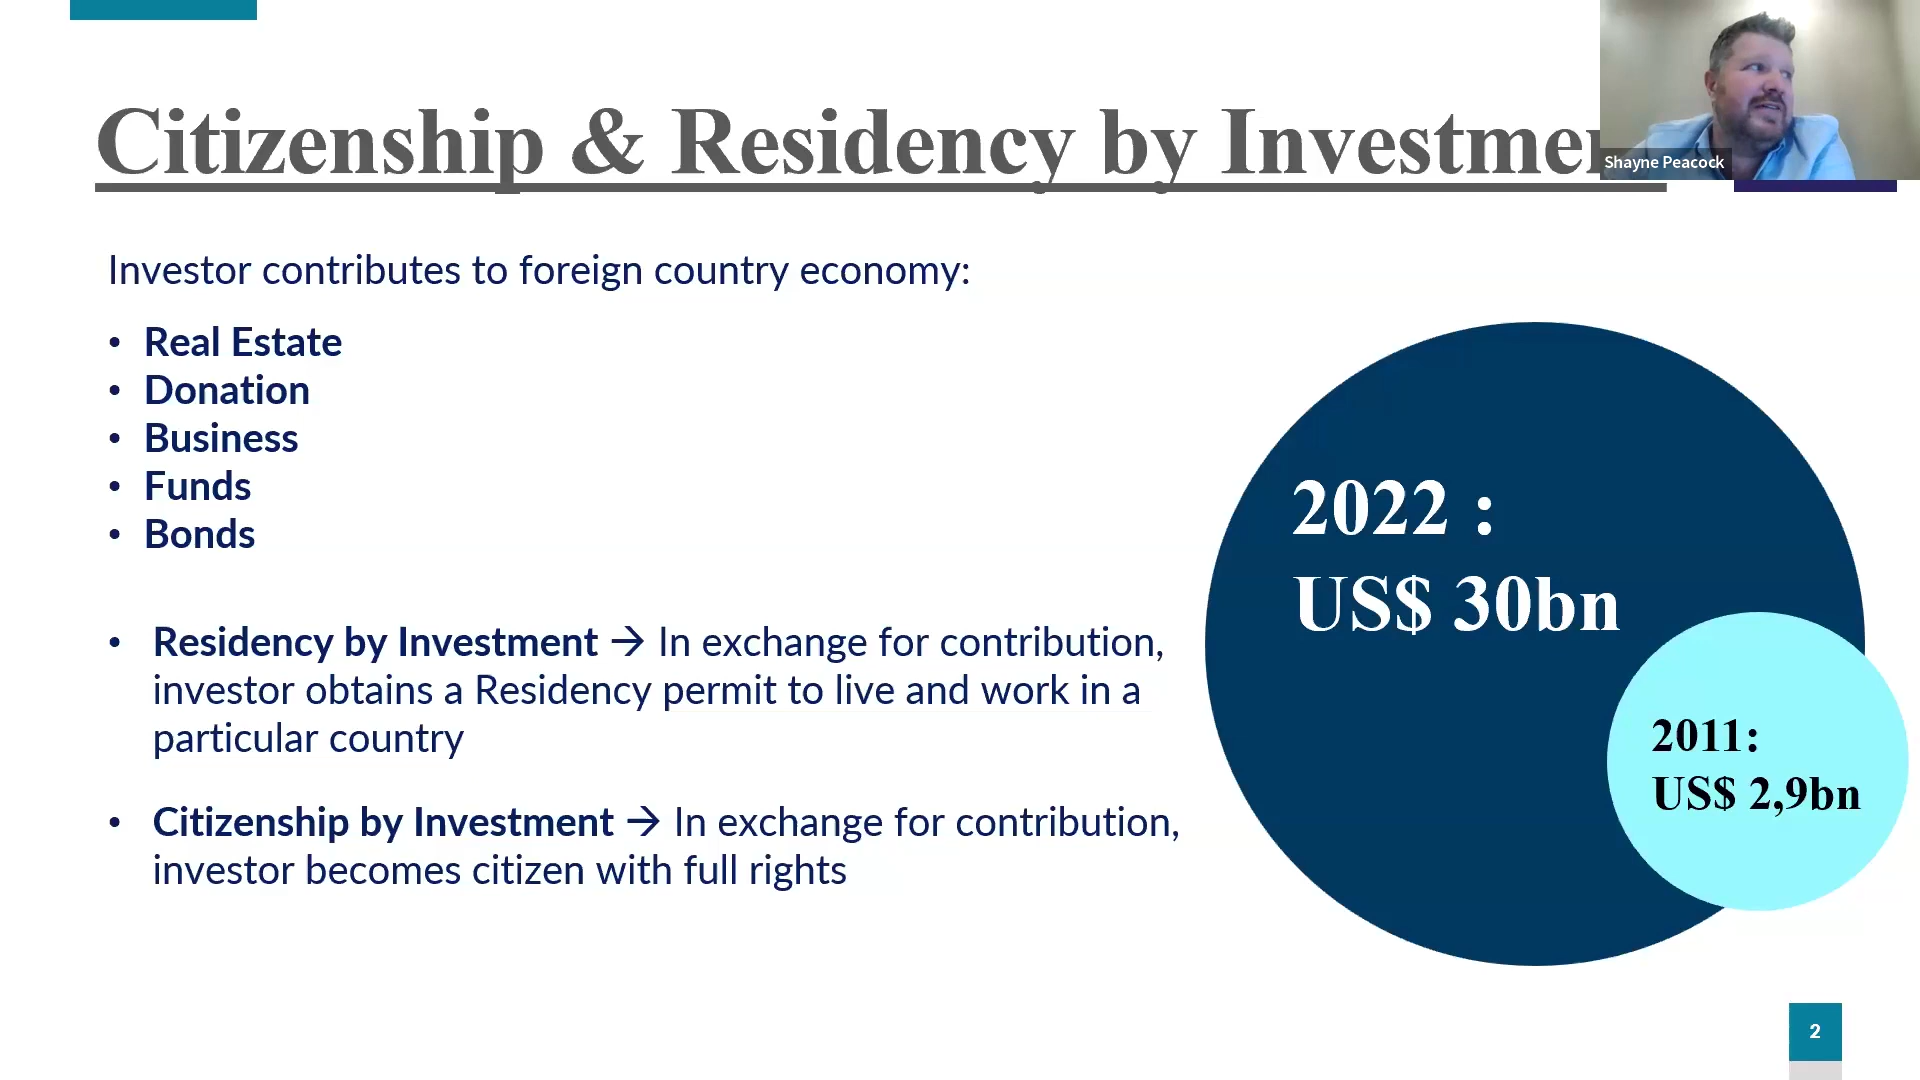 Citizenship & Residency by Investmen
Shayne Peacock
Investor contributes to foreign country economy:
• Real Estate
• Donation
• Business
• Funds
• Bonds
• Residency by Investment → In exchange for contribution,
investor obtains a Residency permit to live and work in a
particular country
• Citizenship by Investment → In exchange for contribution,
investor becomes citizen with full rights
2022 :
US$ 30bn
2011:
US$ 2,9bn
2